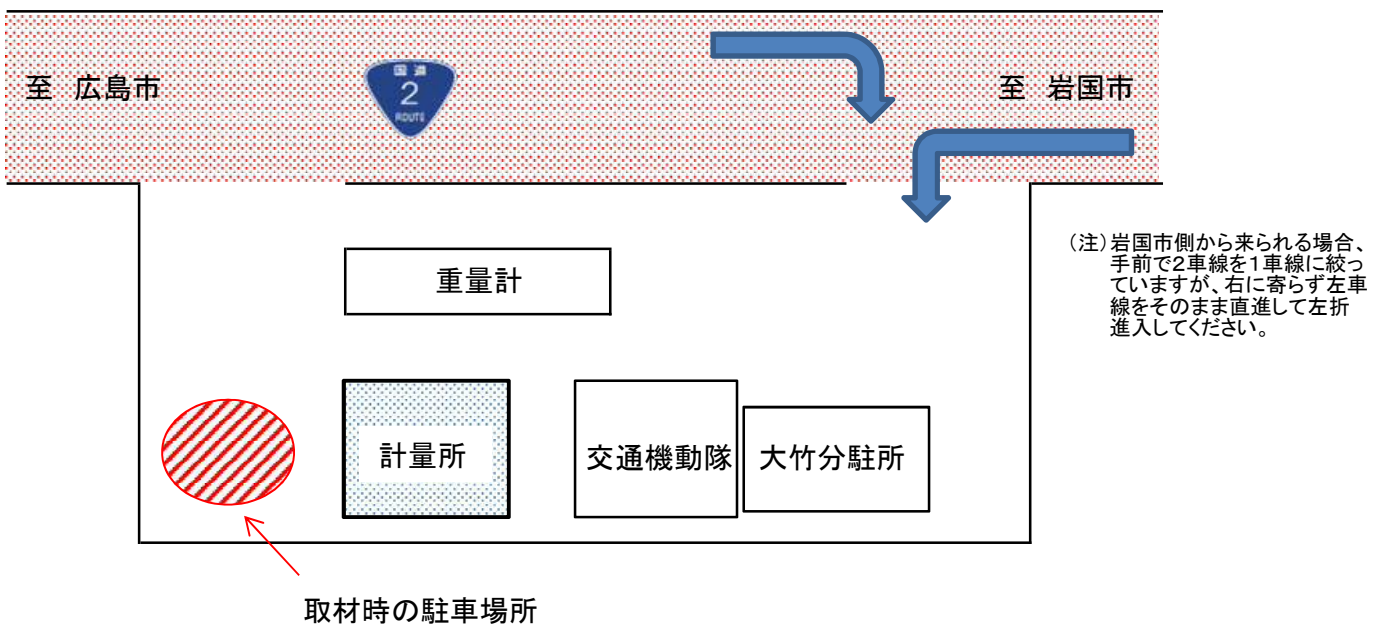 至 広島市
国道
2
ROUTE
至 岩国市
(注)岩国市側から来られる場合、
手前で2車線を1車線に絞っ
ていますが、右に寄らず左車
線をそのまま直進して左折
進入してください。
重量計
計量所
交通機動隊
大竹分駐所
取材時の駐車場所